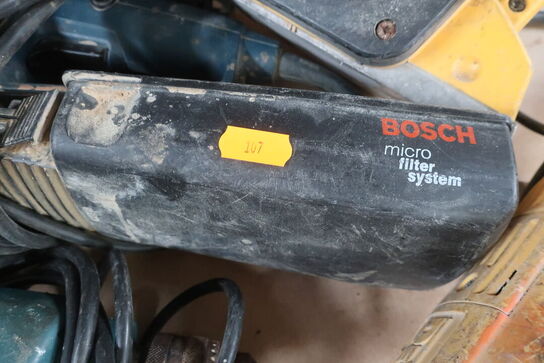 107
BOSCH
micro
filter
system